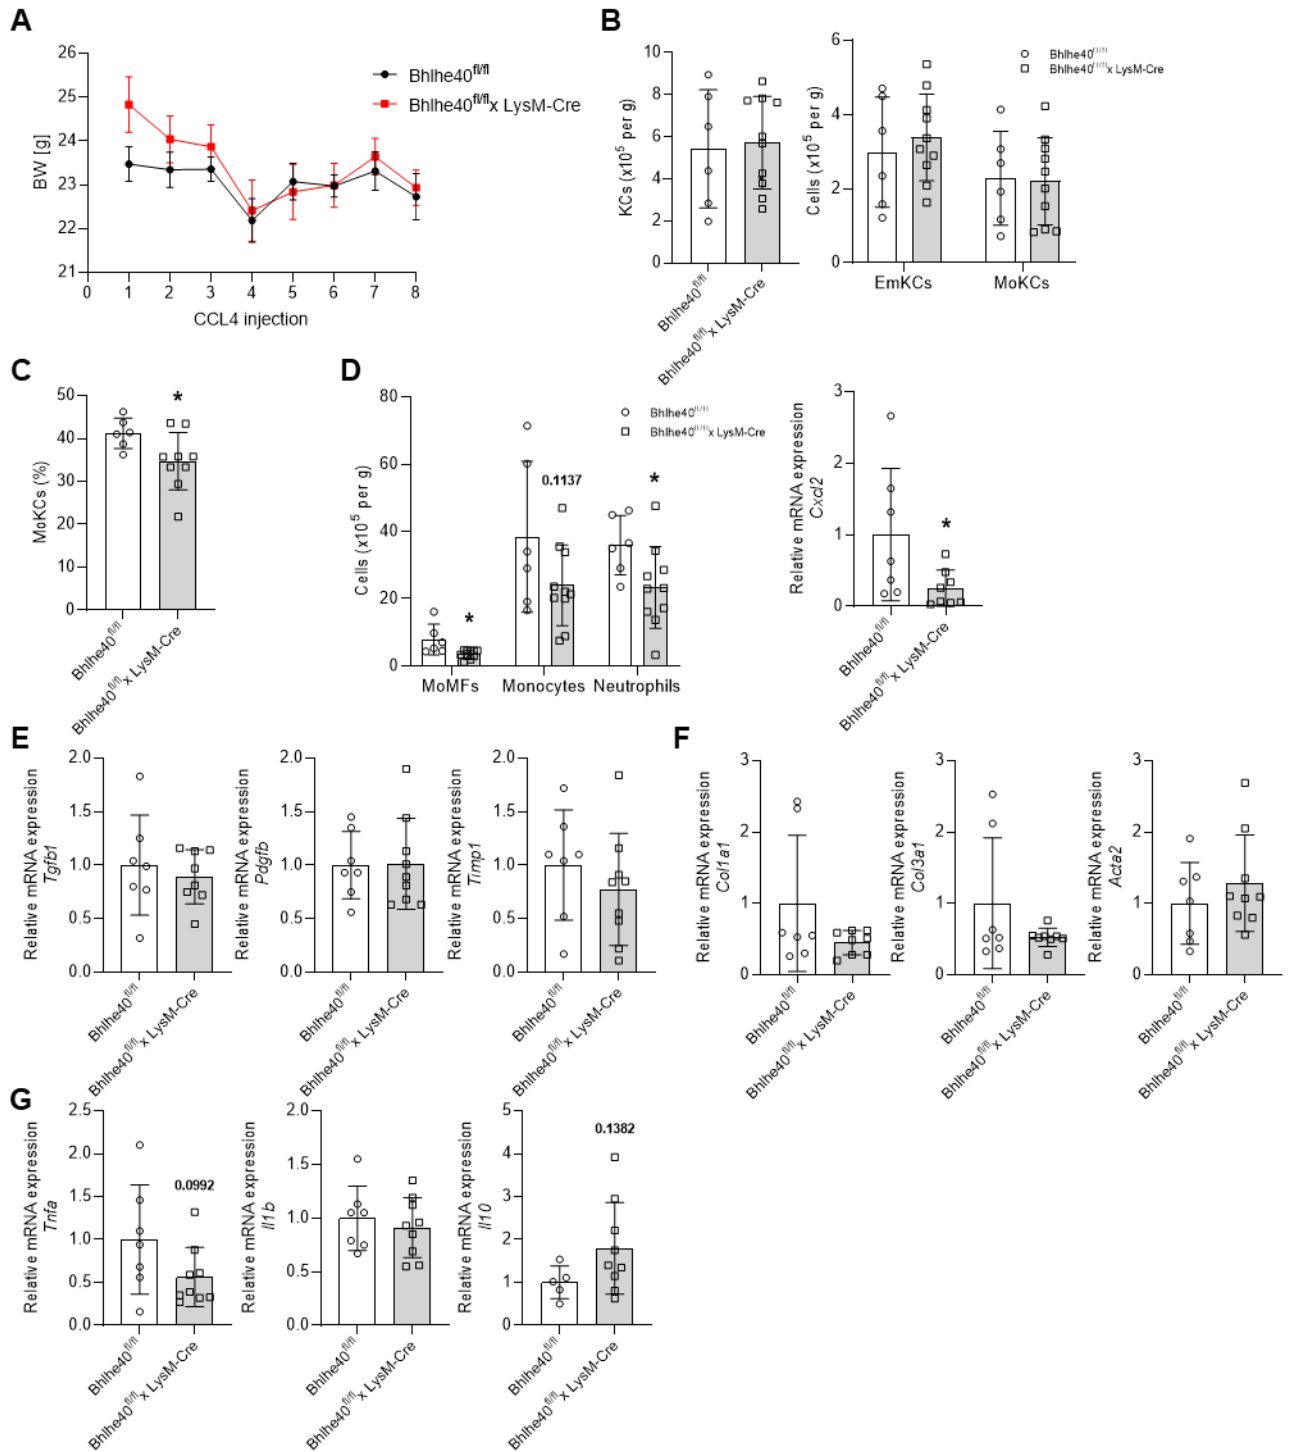 A
26
25
24
23
22
21
BW [g]
0 1 2 3 4 5 6 7 8
CCL4 injection
Bhlhe40fl/fl
Bhlhe40fl/fl x LysM-Cre
B
10
8
6
4
2
0
KCs (x10^5 per g)
Bhlhe40fl/fl
Bhlhe40fl/fl x LysM-Cre
6
4
2
0
Cells (x10^5 per g)
EmKCs MoKCs
Bhlhe40fl/fl
Bhlhe40fl/fl x LysM-Cre
C
50
40
30
20
10
0
MoKCs (%)
*
Bhlhe40fl/fl
Bhlhe40fl/fl x LysM-Cre
D
80
60
40
20
0
Cells (x10^5 per g)
Bhlhe40fl/fl
Bhlhe40fl/fl x LysM-Cre
*
0.1137
*
MoMFs Monocytes Neutrophils
3
2
1
0
Relative mRNA expression
Cxcl2
*
Bhlhe40fl/fl
Bhlhe40fl/fl x LysM-Cre
E
2.0
1.5
1.0
0.5
0.0
Relative mRNA expression
Tgfb1
Bhlhe40fl/fl
Bhlhe40fl/fl x LysM-Cre
2.0
1.5
1.0
0.5
0.0
Relative mRNA expression
Pdgfb
Bhlhe40fl/fl
Bhlhe40fl/fl x LysM-Cre
2.0
1.5
1.0
0.5
0.0
Relative mRNA expression
Timp1
Bhlhe40fl/fl
Bhlhe40fl/fl x LysM-Cre
F
3
2
1
0
Relative mRNA expression
Col1a1
Bhlhe40fl/fl
Bhlhe40fl/fl x LysM-Cre
3
2
1
0
Relative mRNA expression
Col3a1
Bhlhe40fl/fl
Bhlhe40fl/fl x LysM-Cre
3
2
1
0
Relative mRNA expression
Acta2
Bhlhe40fl/fl
Bhlhe40fl/fl x LysM-Cre
G
2.5
2.0
1.5
1.0
0.5
0.0
Relative mRNA expression
Tnfa
0.0992
Bhlhe40fl/fl
Bhlhe40fl/fl x LysM-Cre
2.0
1.5
1.0
0.5
0.0
Relative mRNA expression
Il1b
Bhlhe40fl/fl
Bhlhe40fl/fl x LysM-Cre
5
4
3
2
1
0
Relative mRNA expression
Il10
0.1382
Bhlhe40fl/fl
Bhlhe40fl/fl x LysM-Cre